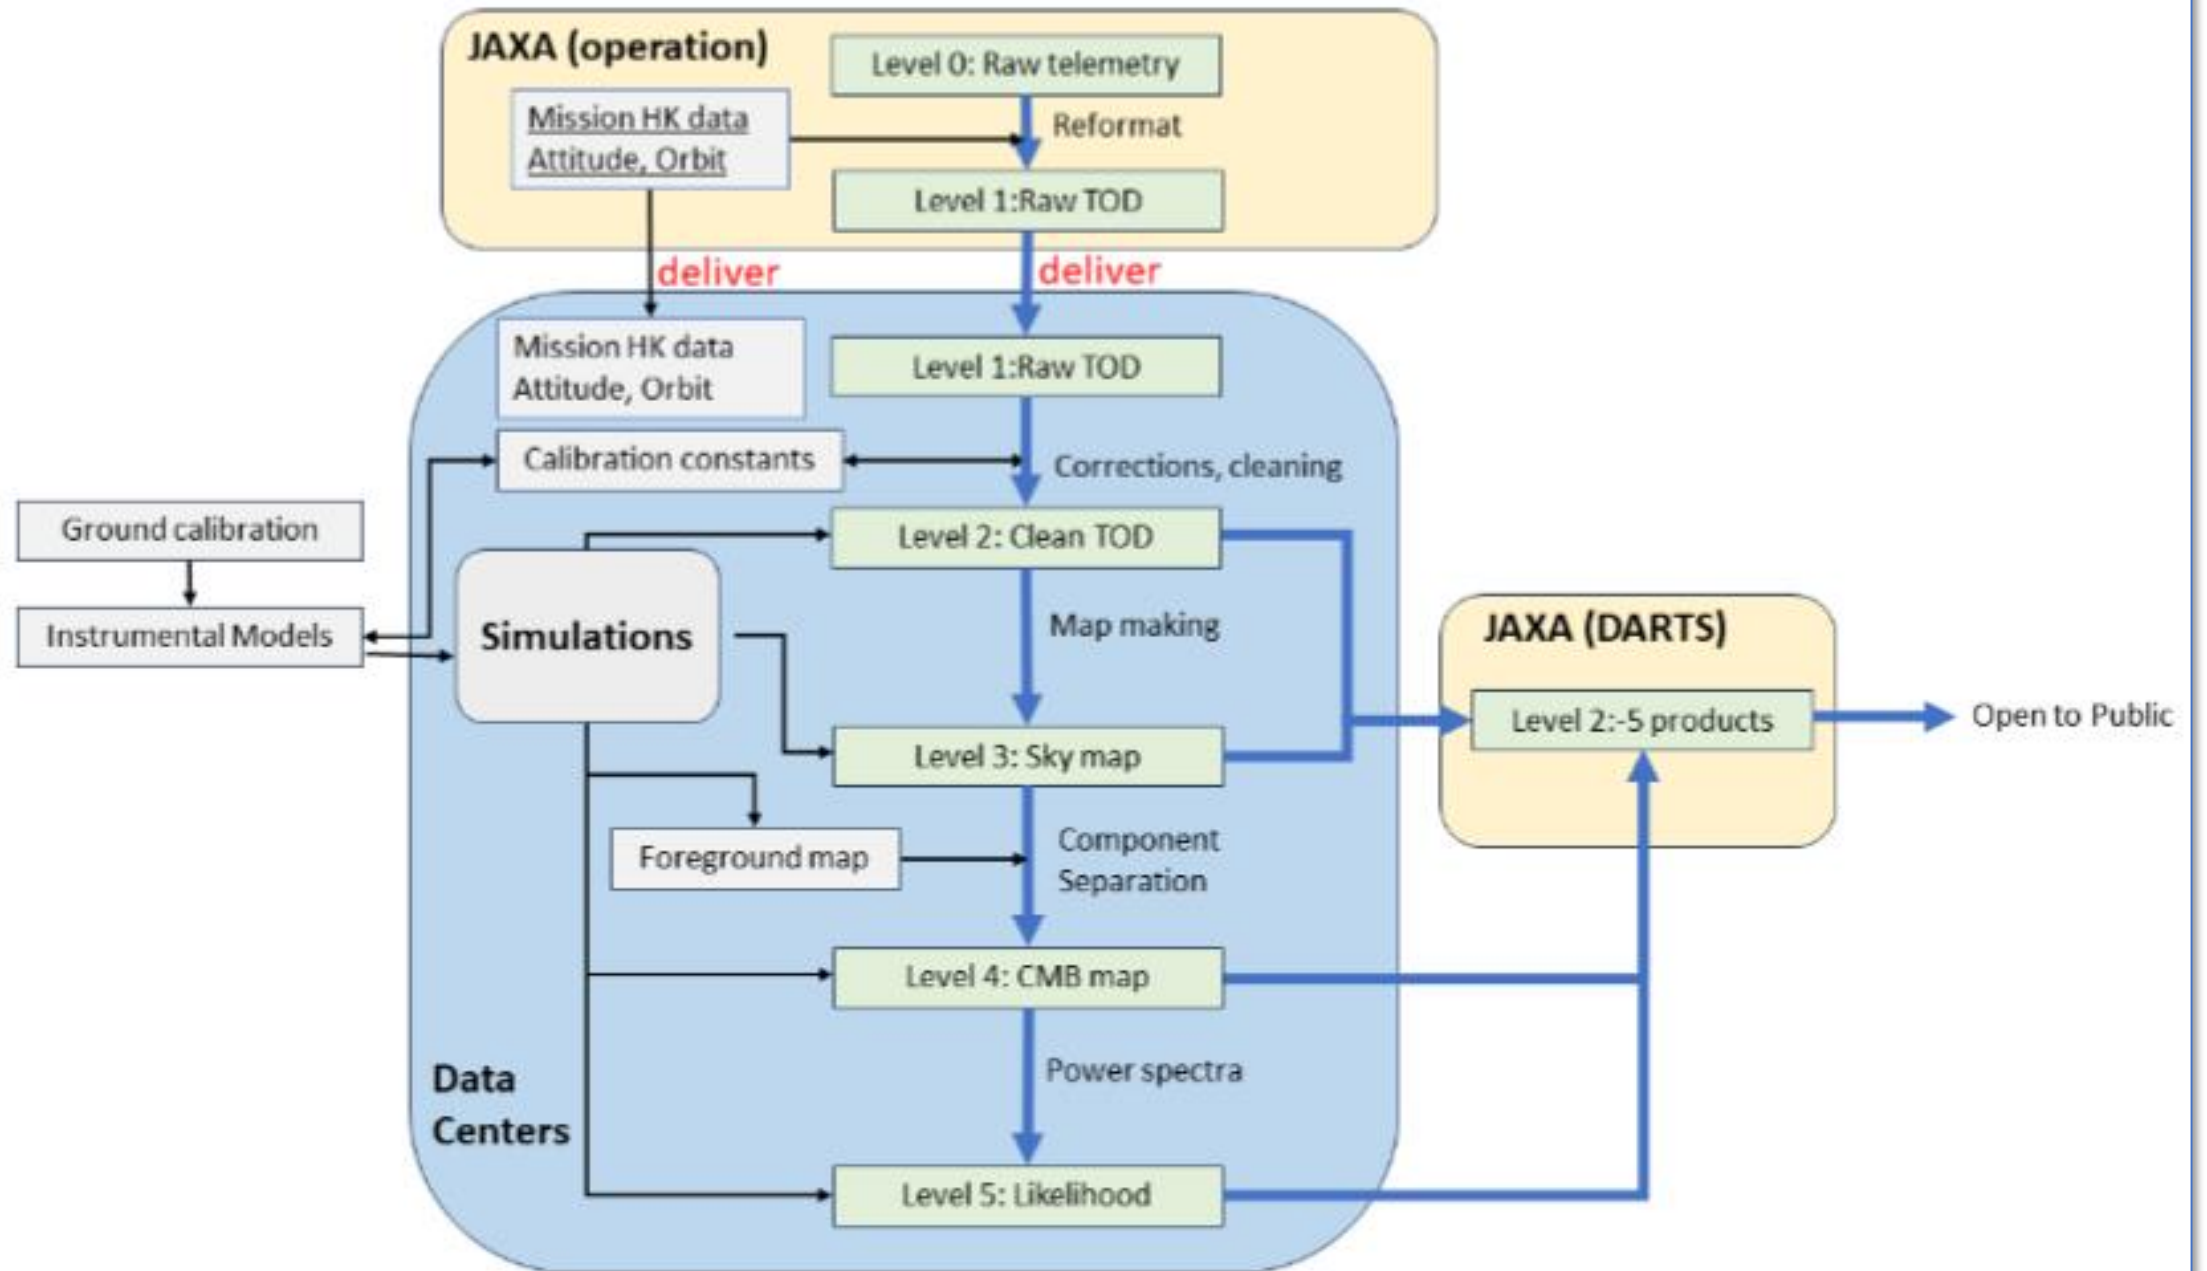 JAXA (operation)
Level 0: Raw telemetry
Mission HK data
Attitude, Orbit
Reformat
Level 1:Raw TOD
deliver
deliver
Mission HK data
Attitude, Orbit
Level 1:Raw TOD
Calibration constants
Corrections, cleaning
Ground calibration
Level 2: Clean TOD
Instrumental Models
Simulations
Map making
JAXA (DARTS)
Level 2:-5 products
Open to Public
Level 3: Sky map
Foreground map
Component
Separation
Level 4: CMB map
Data
Centers
Power spectra
Level 5: Likelihood